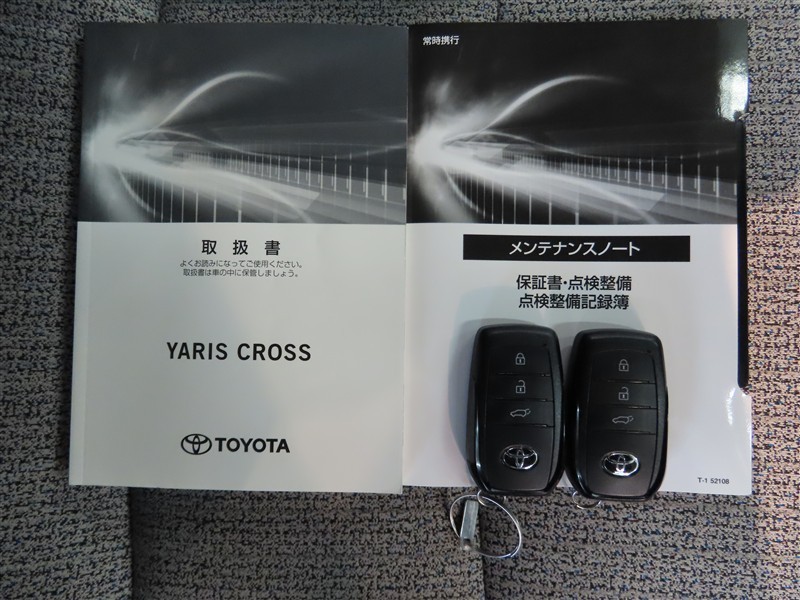 取扱書
よくお読みになってご使用ください。
取扱書は車の中に保管しましょう。
YARIS CROSS
TOYOTA
常時携行
メンテナンスノート
保証書・点検整備
点検整備記録簿
T-1 52108